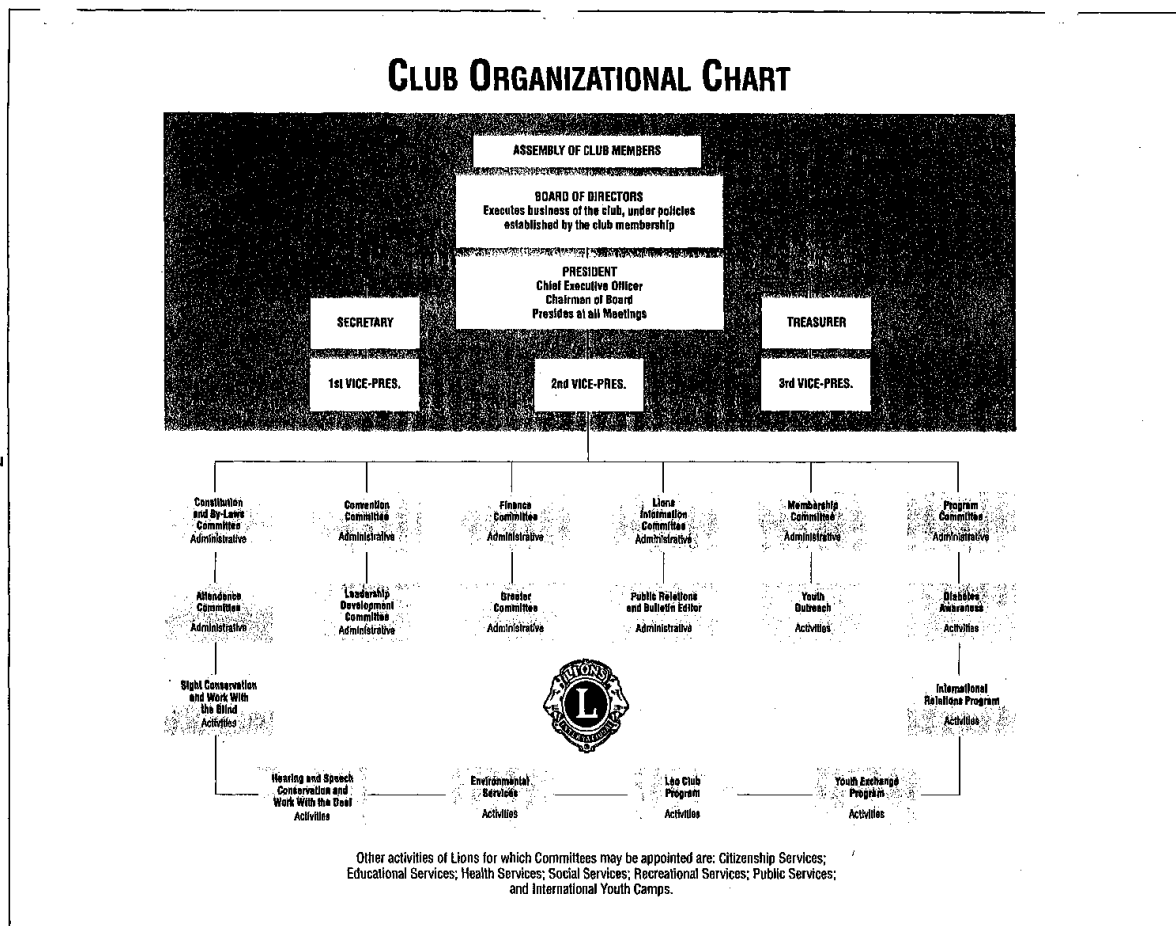 CLUB ORGANIZATIONAL CHART
ASSEMBLY OF CLUB MEMBERS
BOARD OF DIRECTORS
Executes business of the club, under policies
established by the club membership
PRESIDENT
Chief Executive Officer
Chairman of Board
Presides at all Meetings
SECRETARY
TREASURER
1st VICE-PRES.
2nd VICE-PRES.
3rd VICE-PRES.
Constitution
and By-Laws
Committee
Administrative
Convention
Committee
Administrative
Finance
Committee
Administrative
Lions
Information
Committee
Administrative
Membership
Committee
Administrative
Program
Committee
Administrative
Attendance
Committee
Administrative
Leadership
Development
Committee
Administrative
Greeter
Committee
Administrative
Public Relations
and Bulletin Editor
Administrative
Youth
Outreach
Activities
Diabetes
Awareness
Activities
Sight Conservation
and Work With
the Blind
Activities
LIONS
L
INTERNATIONAL
International
Relations Program
Activities
Hearing and Speech
Conservation and
Work With the Deaf
Activities
Environmental
Services
Activities
Leo Club
Program
Activities
Youth Exchange
Program
Activities
Other activities of Lions for which Committees may be appointed are: Citizenship Services;
Educational Services; Health Services; Social Services; Recreational Services; Public Services;
and International Youth Camps.